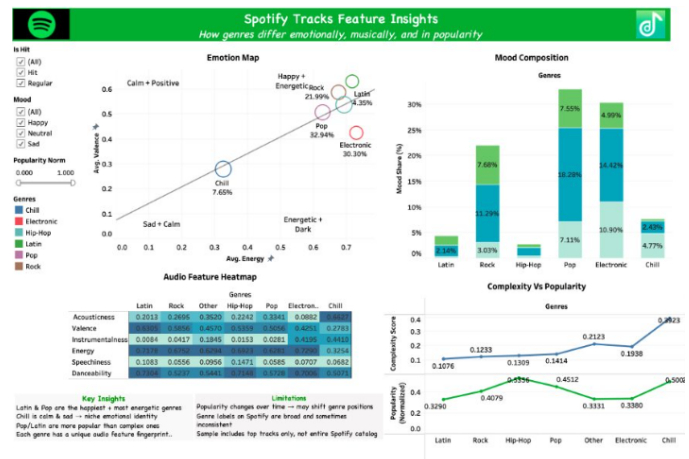 Spotify Tracks Feature Insights
How genres differ emotionally, musically, and in popularity
Is Hit
(All)
Hit
Regular
Mood
(All)
Happy
Neutral
Sad
Popularity Norm
0.000 1.000
Genres
Chill
Electronic
Hip-Hop
Latin
Pop
Rock
Emotion Map
Avg. Valence
0.6
0.5
0.4
0.3
0.2
0.1
0.0
Calm + Positive
Happy +
Energetic
Rock
21.99%
Latin
4.35%
Pop
32.94%
Electronic
30.30%
Chill
7.65%
Sad + Calm
Energetic +
Dark
0.0 0.1 0.2 0.3 0.4 0.5 0.6 0.7
Avg. Energy
Mood Composition
Genres
Mood Share (%)
30%
25%
20%
15%
10%
5%
0%
2.14%
7.68%
11.29%
3.03%
7.55%
18.28%
7.11%
4.99%
14.42%
10.90%
2.43%
4.77%
Latin Rock Hip-Hop Pop Electronic Chill
Audio Feature Heatmap
Genres
Latin Rock Other Hip-Hop Pop Electron.. Chill
Acousticness 0.2013 0.2695 0.3520 0.2242 0.3341 0.0882
Valence 0.4570 0.4251 0.2783
Instrumentalness 0.0084 0.0417 0.1845 0.0153 0.0281 0.4195 0.4413
Energy 0.3254
Speechiness 0.1083 0.0556 0.0956 0.1471 0.0585 0.0707 0.0682
Danceability
Complexity Vs Popularity
Genres
Complexity Score
0.4
0.3
0.2
0.1
0.1076
0.1233
0.1309
0.1414
0.2123
0.1938
Popularity
(Normalized)
0.4
0.2
0.0
0.3290
0.4079
0.4512
0.3331
0.3380
Latin Rock Hip-Hop Pop Other Electronic Chill
Key Insights
Latin & Pop are the happiest + most energetic genres
Chill is calm & sad → niche emotional identity
Pop/Latin are more popular than complex ones
Each genre has a unique audio feature fingerprint..
Limitations
Popularity changes over time → may shift genre positions
Genre labels on Spotify are broad and sometimes
inconsistent
Sample includes top tracks only, not entire Spotify catalog